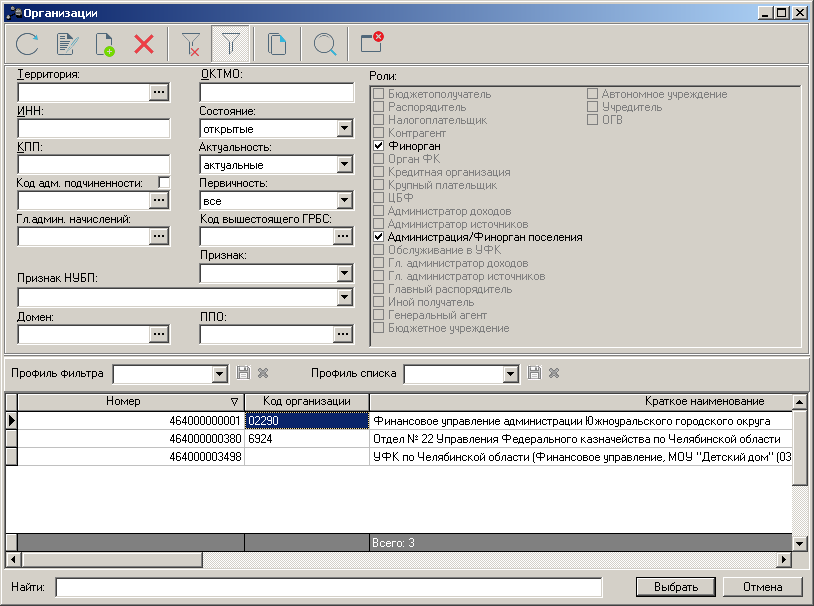 Организации
Территория:
ОКТМО:
Роли:
ИНН:
Состояние:
открытые
КПП:
Актуальность:
актуальные
Код адм. подчиненности:
Первичность:
все
Гл.админ. начислений:
Код вышестоящего ГРБС:
Признак:
Признак НУБП:
Домен:
ППО:
Бюджетополучатель
Распорядитель
Налогоплательщик
Контрагент
Финорган
Орган ФК
Кредитная организация
Крупный плательщик
ЦБФ
Администратор доходов
Администратор источников
Администрация/Финорган поселения
Обслуживание в УФК
Гл. администратор доходов
Гл. администратор источников
Главный распорядитель
Иной получатель
Генеральный агент
Бюджетное учреждение
Автономное учреждение
Учредитель
ОГВ
Профиль фильтра
Профиль списка
Номер Код организации Краткое наименование
464000000001 02290 Финансовое управление администрации Южноуральского городского округа
464000000380 6924 Отдел № 22 Управления Федерального казначейства по Челябинской области
464000003498 УФК по Челябинской области (Финансовое управление, МОУ "Детский дом" (03
Всего: 3
Найти:
Выбрать
Отмена